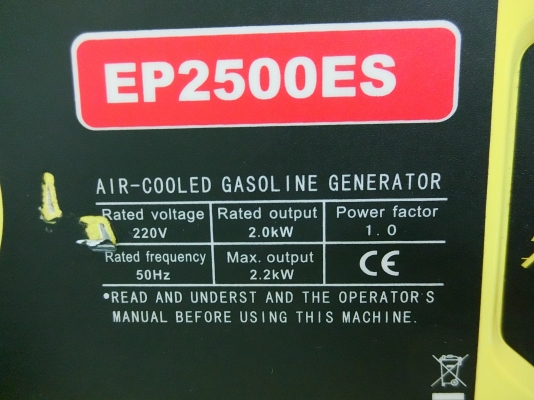 EP2500ES
AIR-COOLED GASOLINE GENERATOR
Rated voltage Rated output Power factor
220V 2.0kW 1.0
Rated frequency Max. output CE
50Hz 2.2kW
•READ AND UNDERST AND THE OPERATOR'S
MANUAL BEFORE USING THIS MACHINE.